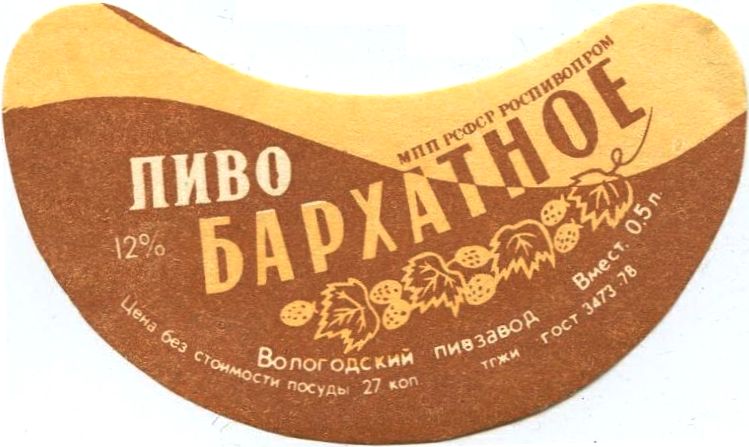 МПП РСФСР РОСПИВОПРОМ
ПИВО
БАРХАТНОЕ
12%
Вологодский пивзавод Вмест. 0,5 л.
Цена без стоимости посуды 27 коп тгжи ГОСТ 3473-78